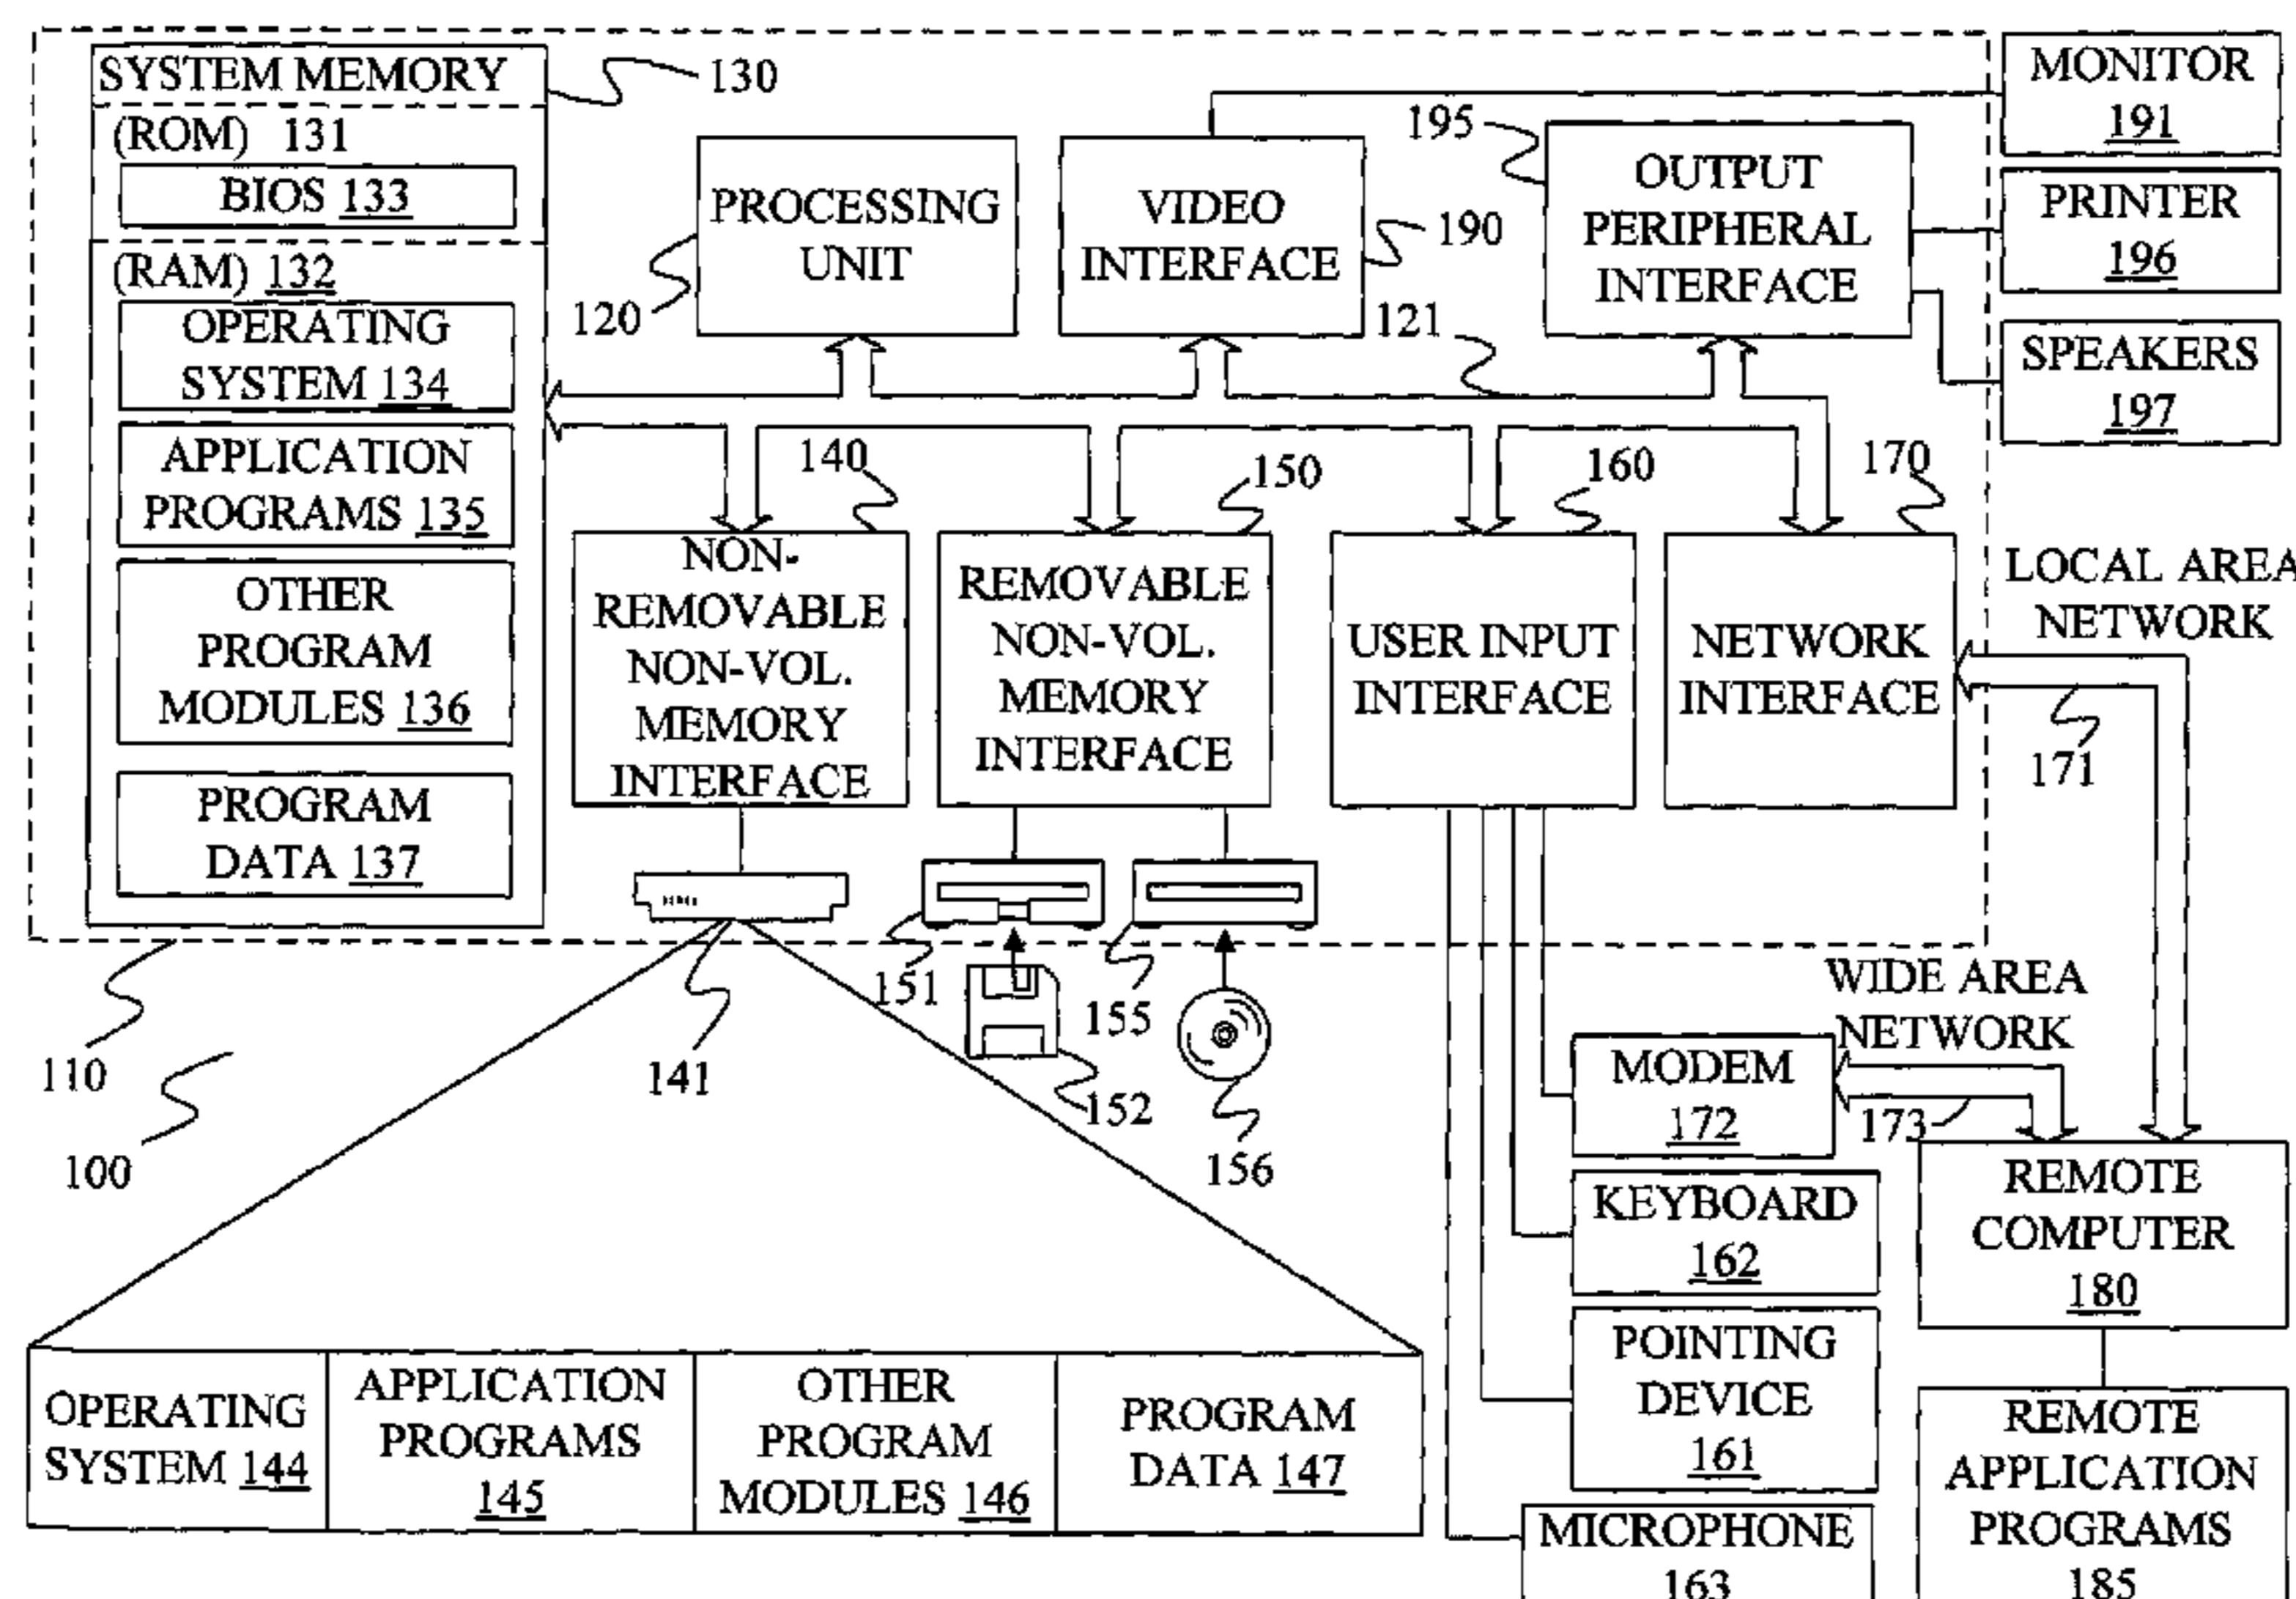 SYSTEM MEMORY
130
(ROM) 131
BIOS 133
(RAM) 132
OPERATING
SYSTEM 134
APPLICATION
PROGRAMS 135
OTHER
PROGRAM
MODULES 136
PROGRAM
DATA 137
PROCESSING
UNIT
120
VIDEO
INTERFACE
190
195
OUTPUT
PERIPHERAL
INTERFACE
121
MONITOR
191
PRINTER
196
SPEAKERS
197
140
NON-
REMOVABLE
NON-VOL.
MEMORY
INTERFACE
150
REMOVABLE
NON-VOL.
MEMORY
INTERFACE
160
USER INPUT
INTERFACE
170
NETWORK
INTERFACE
LOCAL AREA
NETWORK
171
110
100
141
151
152
155
156
WIDE AREA
NETWORK
173
MODEM
172
KEYBOARD
162
POINTING
DEVICE
161
MICROPHONE
163
REMOTE
COMPUTER
180
REMOTE
APPLICATION
PROGRAMS
185
OPERATING
SYSTEM 144
APPLICATION
PROGRAMS
145
OTHER
PROGRAM
MODULES 146
PROGRAM
DATA 147